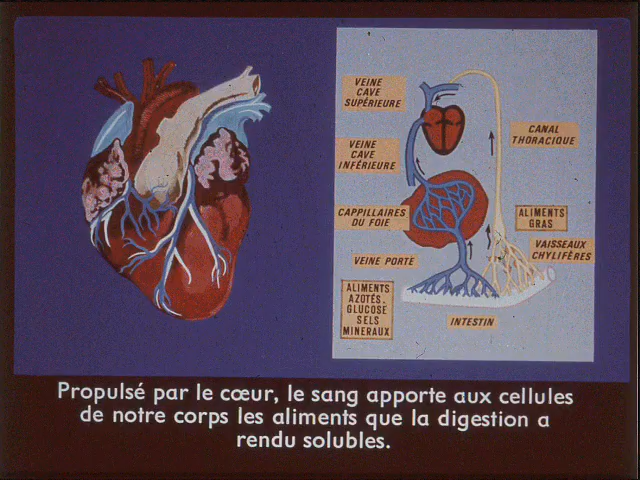 VEINE
CAVE
SUPÉRIEURE
CANAL
THORACIQUE
VEINE
CAVE
INFÉRIEURE
CAPPILLAIRES
DU FOIE
ALIMENTS
GRAS
VAISSEAUX
CHYLIFÈRES
VEINE PORTE
ALIMENTS
AZOTÉS.
GLUCOSE
SELS
MINERAUX
INTESTIN
Propulsé par le cœur, le sang apporte aux cellules
de notre corps les aliments que la digestion a
rendu solubles.